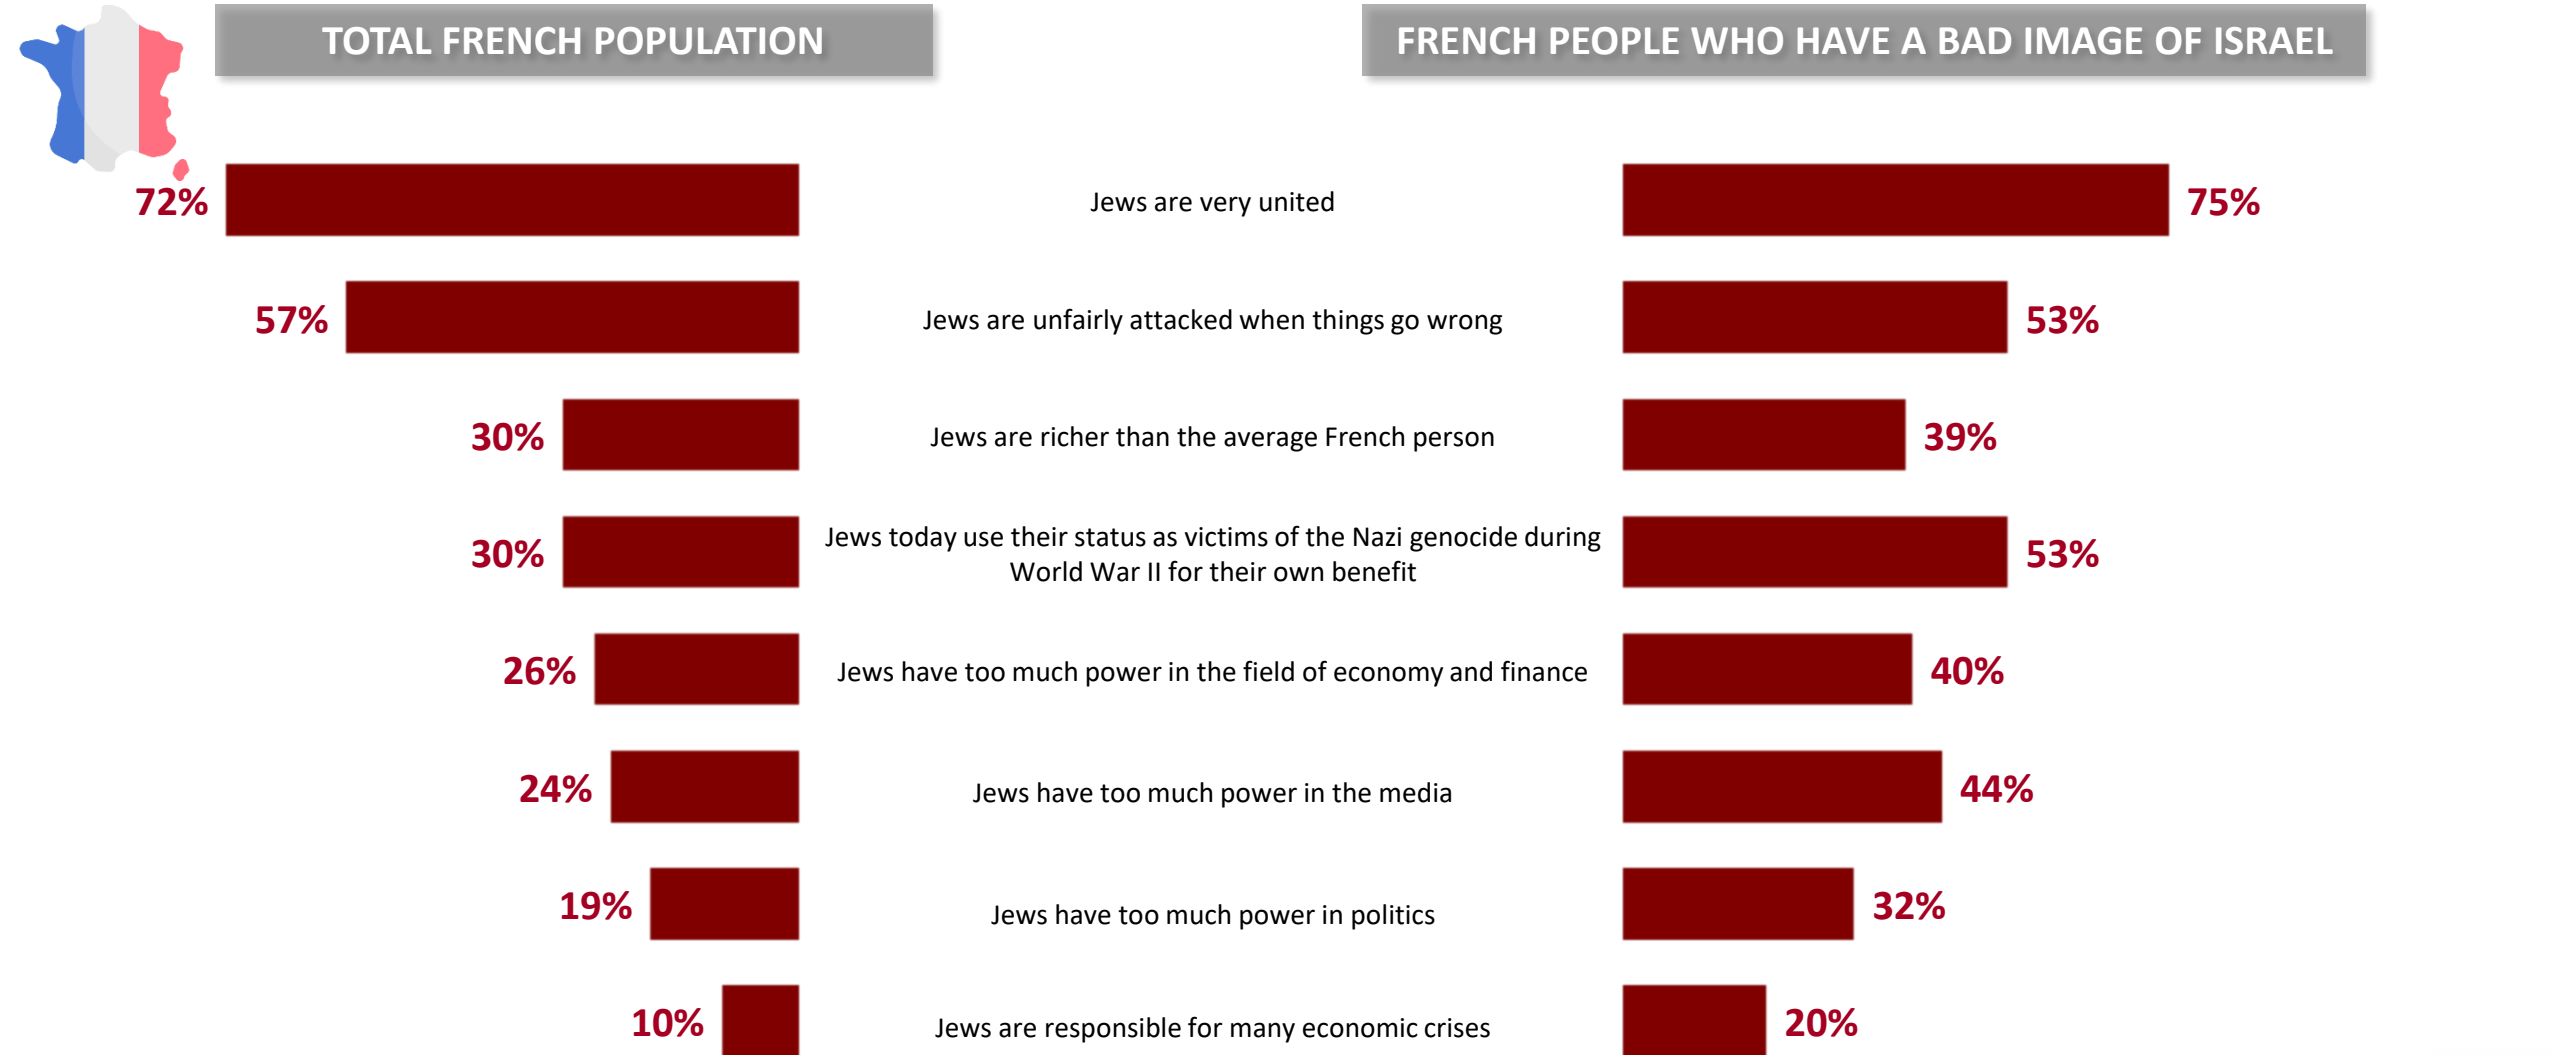 TOTAL FRENCH POPULATION
FRENCH PEOPLE WHO HAVE A BAD IMAGE OF ISRAEL
72%
Jews are very united
75%
57%
Jews are unfairly attacked when things go wrong
53%
30%
Jews are richer than the average French person
39%
30%
Jews today use their status as victims of the Nazi genocide during
World War II for their own benefit
53%
26%
Jews have too much power in the field of economy and finance
40%
24%
Jews have too much power in the media
44%
19%
Jews have too much power in politics
32%
10%
Jews are responsible for many economic crises
20%